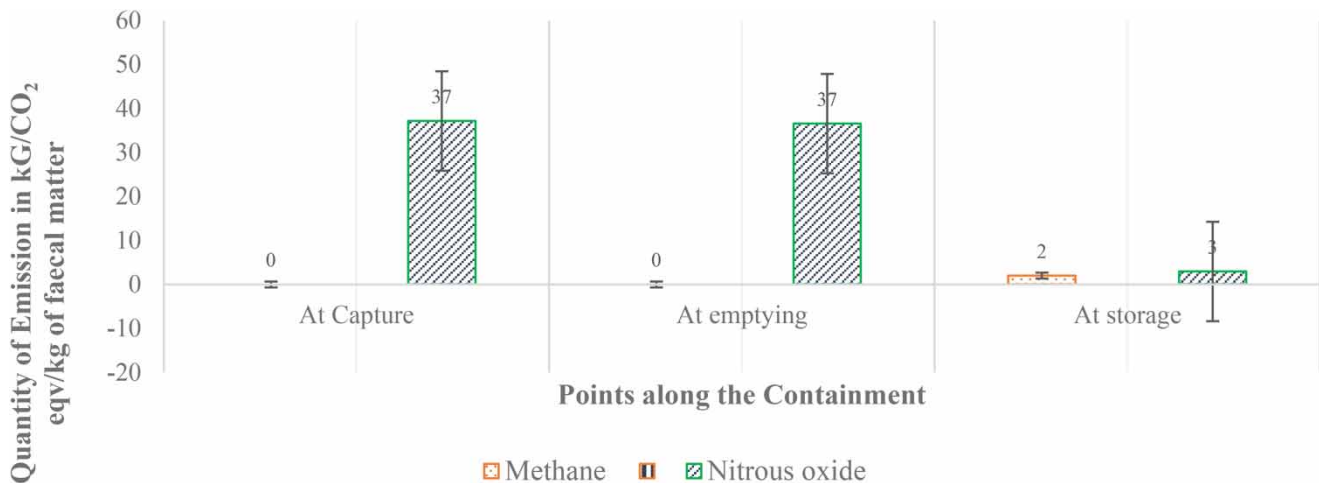 Quantity of Emission in kG/CO2
eqv/kg of faecal matter
60
50
40
30
20
10
0
-10
-20
0
37
0
37
2
3
At Capture
At emptying
At storage
Points along the Containment
Methane
Nitrous oxide